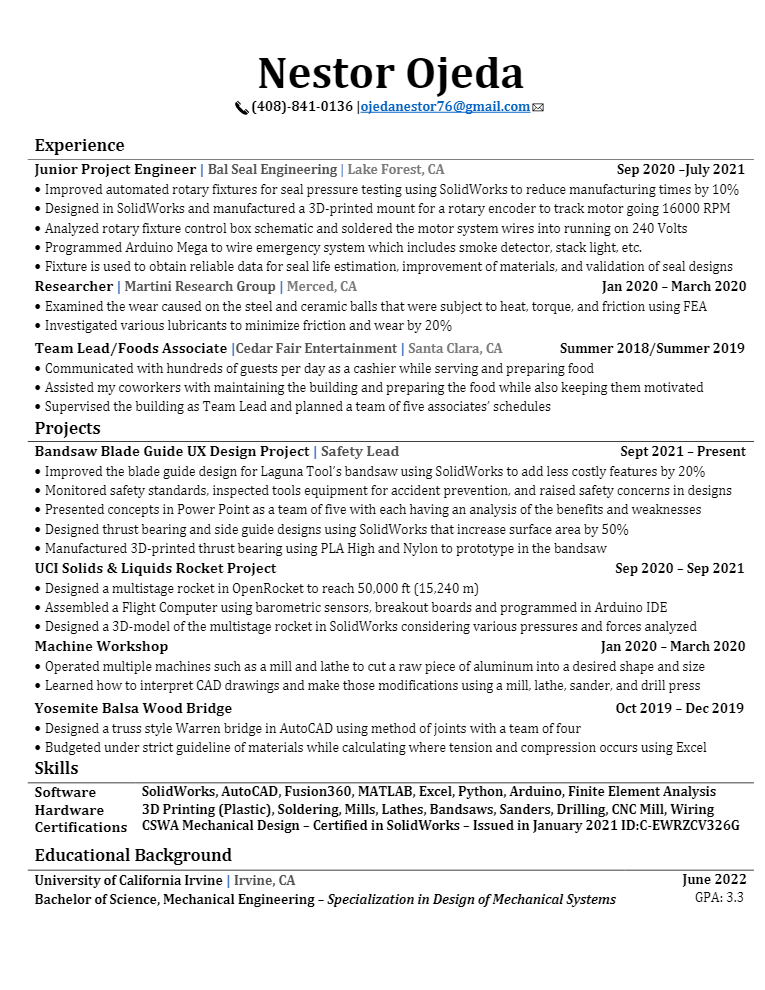 Nestor Ojeda
(408)-841-0136 |ojedanestor76@gmail.com
Experience
Junior Project Engineer | Bal Seal Engineering | Lake Forest, CA Sep 2020 –July 2021
• Improved automated rotary fixtures for seal pressure testing using SolidWorks to reduce manufacturing times by 10%
• Designed in SolidWorks and manufactured a 3D-printed mount for a rotary encoder to track motor going 16000 RPM
• Analyzed rotary fixture control box schematic and soldered the motor system wires into running on 240 Volts
• Programmed Arduino Mega to wire emergency system which includes smoke detector, stack light, etc.
• Fixture is used to obtain reliable data for seal life estimation, improvement of materials, and validation of seal designs
Researcher | Martini Research Group | Merced, CA Jan 2020 – March 2020
• Examined the wear caused on the steel and ceramic balls that were subject to heat, torque, and friction using FEA
• Investigated various lubricants to minimize friction and wear by 20%
Team Lead/Foods Associate |Cedar Fair Entertainment | Santa Clara, CA Summer 2018/Summer 2019
• Communicated with hundreds of guests per day as a cashier while serving and preparing food
• Assisted my coworkers with maintaining the building and preparing the food while also keeping them motivated
• Supervised the building as Team Lead and planned a team of five associates’ schedules
Projects
Bandsaw Blade Guide UX Design Project | Safety Lead Sept 2021 – Present
• Improved the blade guide design for Laguna Tool’s bandsaw using SolidWorks to add less costly features by 20%
• Monitored safety standards, inspected tools equipment for accident prevention, and raised safety concerns in designs
• Presented concepts in Power Point as a team of five with each having an analysis of the benefits and weaknesses
• Designed thrust bearing and side guide designs using SolidWorks that increase surface area by 50%
• Manufactured 3D-printed thrust bearing using PLA High and Nylon to prototype in the bandsaw
UCI Solids & Liquids Rocket Project Sep 2020 – Sep 2021
• Designed a multistage rocket in OpenRocket to reach 50,000 ft (15,240 m)
• Assembled a Flight Computer using barometric sensors, breakout boards and programmed in Arduino IDE
• Designed a 3D-model of the multistage rocket in SolidWorks considering various pressures and forces analyzed
Machine Workshop Jan 2020 – March 2020
• Operated multiple machines such as a mill and lathe to cut a raw piece of aluminum into a desired shape and size
• Learned how to interpret CAD drawings and make those modifications using a mill, lathe, sander, and drill press
Yosemite Balsa Wood Bridge Oct 2019 – Dec 2019
• Designed a truss style Warren bridge in AutoCAD using method of joints with a team of four
• Budgeted under strict guideline of materials while calculating where tension and compression occurs using Excel
Skills
Software SolidWorks, AutoCAD, Fusion360, MATLAB, Excel, Python, Arduino, Finite Element Analysis
Hardware 3D Printing (Plastic), Soldering, Mills, Lathes, Bandsaws, Sanders, Drilling, CNC Mill, Wiring
Certifications CSWA Mechanical Design – Certified in SolidWorks – Issued in January 2021 ID:C-EWRZCV326G
Educational Background
University of California Irvine | Irvine, CA June 2022
Bachelor of Science, Mechanical Engineering – Specialization in Design of Mechanical Systems GPA: 3.3